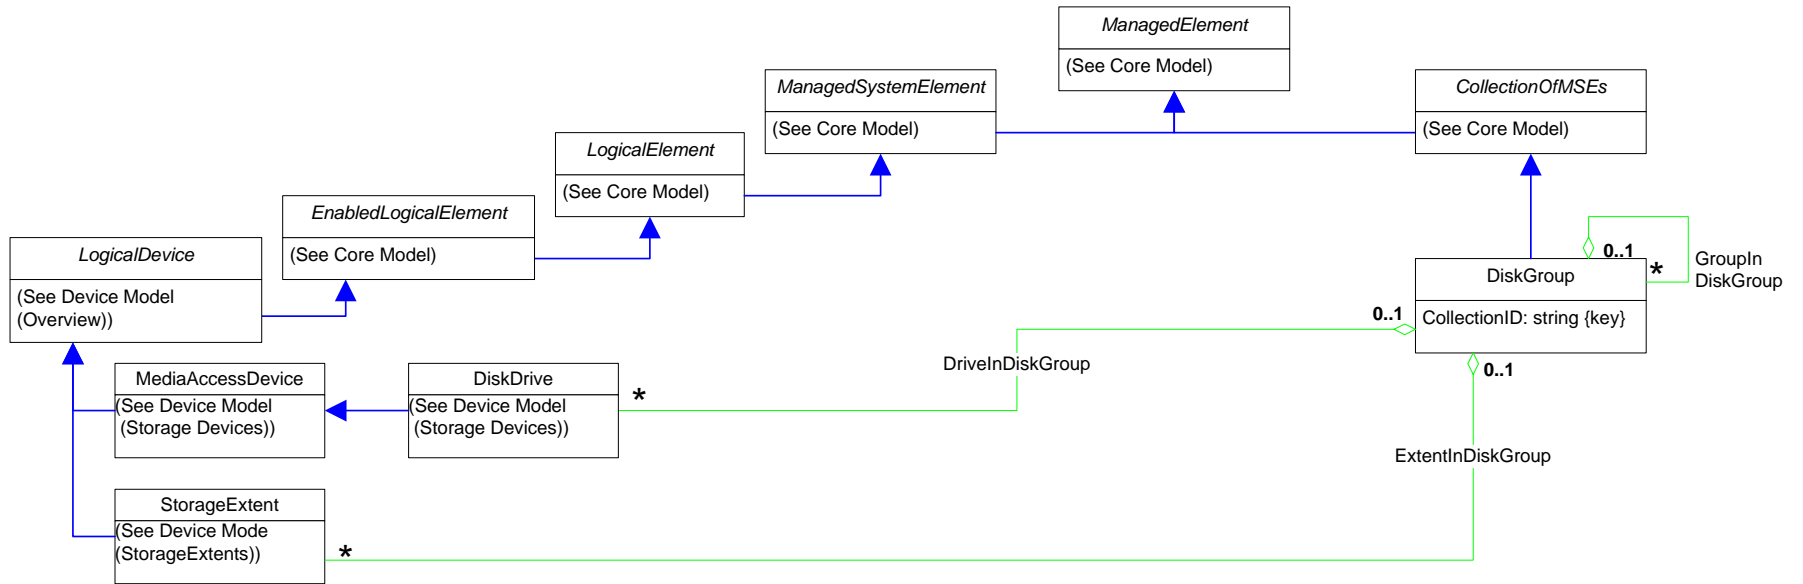 ManagedElement
(See Core Model)
ManagedSystemElement
(See Core Model)
CollectionOfMSEs
(See Core Model)
LogicalElement
(See Core Model)
EnabledLogicalElement
(See Core Model)
LogicalDevice
(See Device Model
(Overview))
0..1
*
GroupIn
DiskGroup
DiskGroup
CollectionID: string {key}
0..1
DriveInDiskGroup
0..1
MediaAccessDevice
(See Device Model
(Storage Devices))
DiskDrive
(See Device Model
(Storage Devices))
*
ExtentInDiskGroup
StorageExtent
(See Device Mode
(StorageExtents))
*